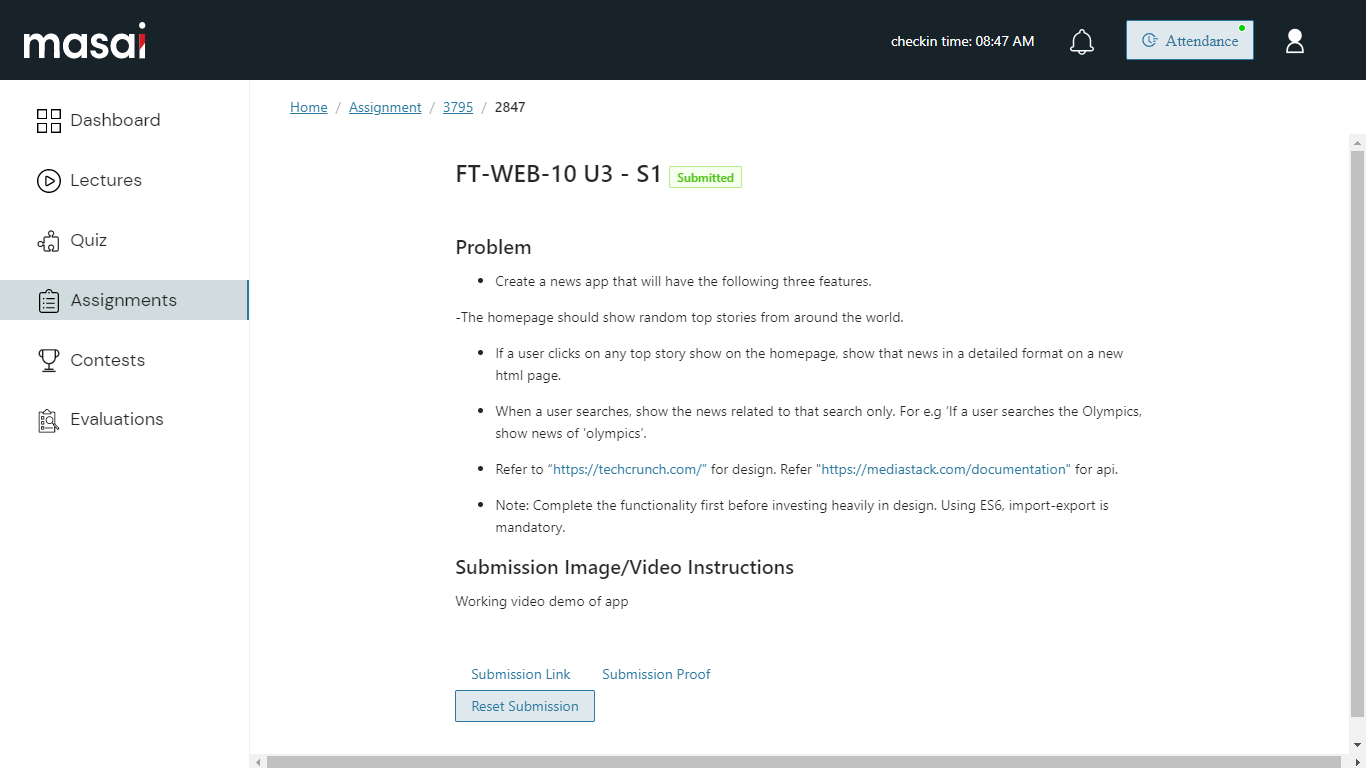 masai
checkin time: 08:47 AM
Attendance
Dashboard
Lectures
Quiz
Assignments
Contests
Evaluations
Home / Assignment / 3795 / 2847
FT-WEB-10 U3 - S1 Submitted
Problem
• Create a news app that will have the following three features.
-The homepage should show random top stories from around the world.
• If a user clicks on any top story show on the homepage, show that news in a detailed format on a new
html page.
• When a user searches, show the news related to that search only. For e.g ‘If a user searches the Olympics,
show news of ‘olympics’.
• Refer to “https://techcrunch.com/” for design. Refer "https://mediastack.com/documentation" for api.
• Note: Complete the functionality first before investing heavily in design. Using ES6, import-export is
mandatory.
Submission Image/Video Instructions
Working video demo of app
Submission Link Submission Proof
Reset Submission